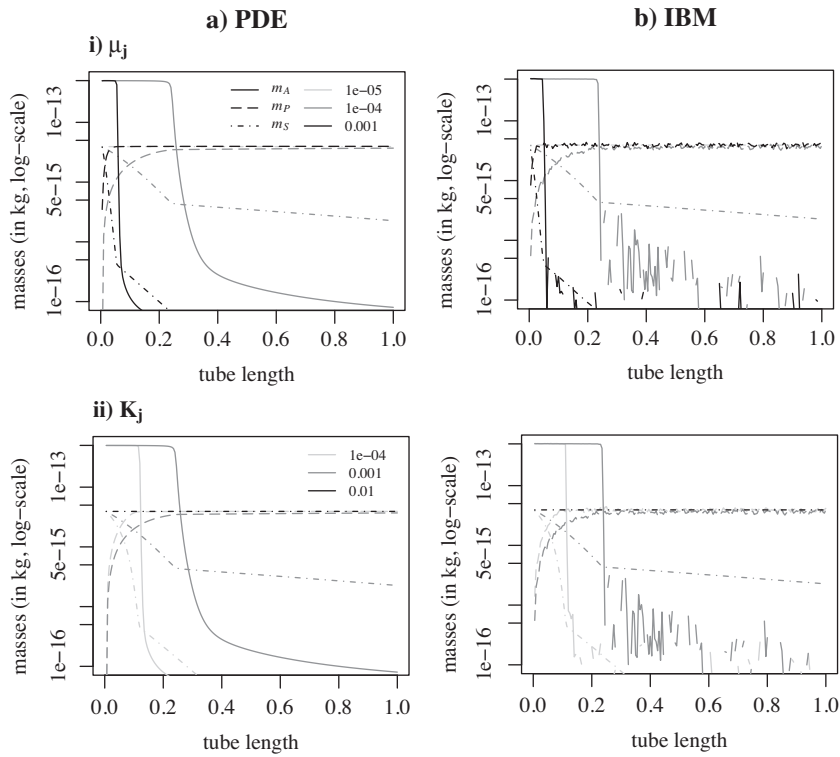 a) PDE
b) IBM
i) μj
masses (in kg, log−scale)
1e−16
5e−15
1e−13
mA
mP
mS
1e−05
1e−04
0.001
0.0 0.2 0.4 0.6 0.8 1.0
tube length
masses (in kg, log−scale)
1e−16
5e−15
1e−13
0.0 0.2 0.4 0.6 0.8 1.0
tube length
ii) Kj
masses (in kg, log−scale)
1e−16
5e−15
1e−13
1e−04
0.001
0.01
0.0 0.2 0.4 0.6 0.8 1.0
tube length
masses (in kg, log−scale)
1e−16
5e−15
1e−13
0.0 0.2 0.4 0.6 0.8 1.0
tube length